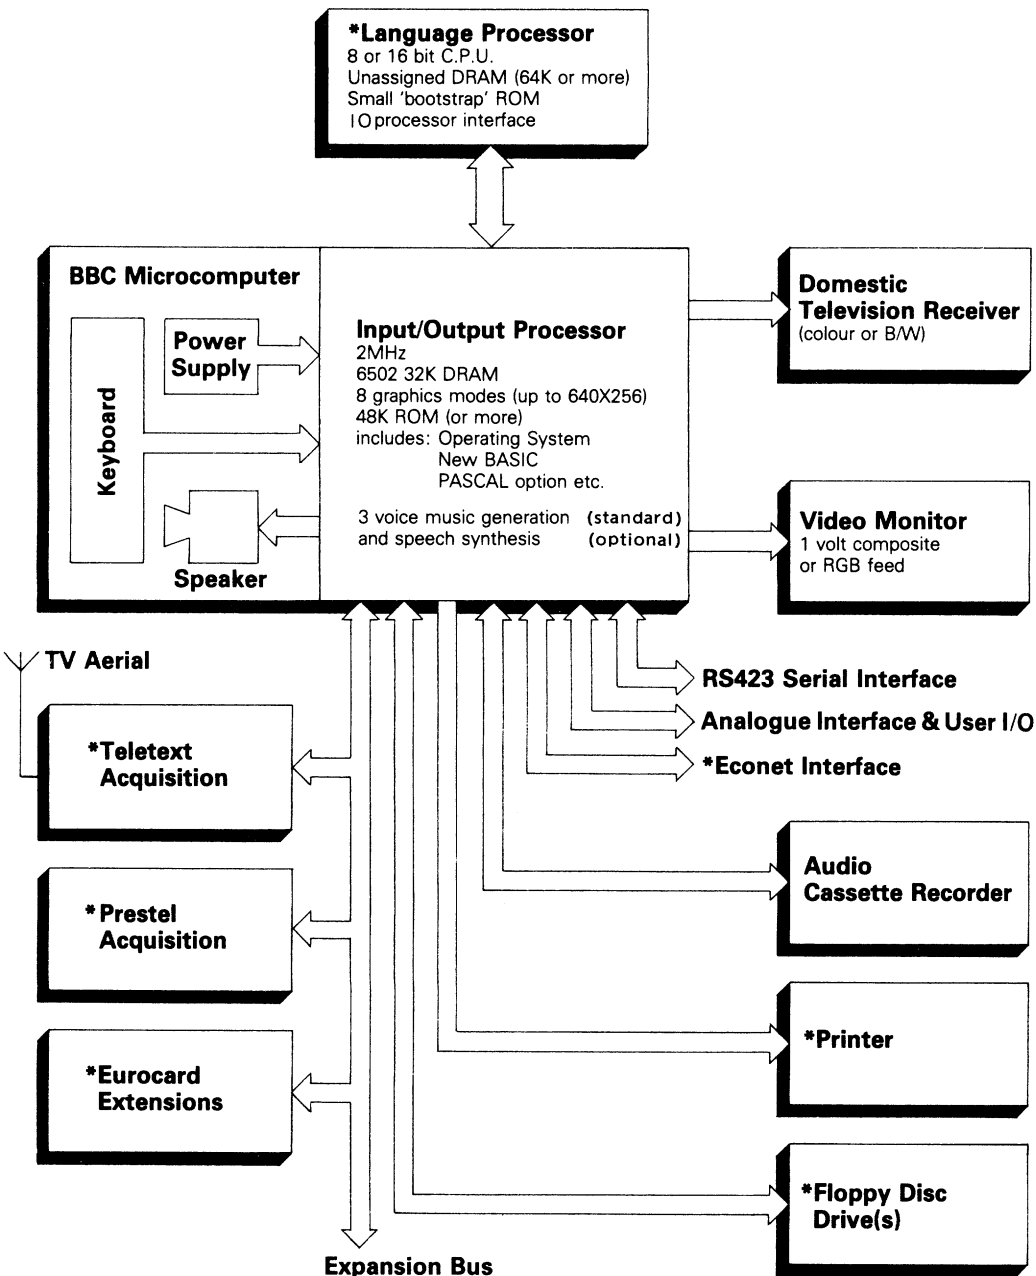 *Language Processor
8 or 16 bit C.P.U.
Unassigned DRAM (64K or more)
Small 'bootstrap' ROM
IO processor interface
BBC Microcomputer
Power
Supply
Keyboard
Speaker
Input/Output Processor
2MHz
6502 32K DRAM
8 graphics modes (up to 640X256)
48K ROM (or more)
includes: Operating System
New BASIC
PASCAL option etc.
3 voice music generation (standard)
and speech synthesis (optional)
Domestic
Television Receiver
(colour or B/W)
Video Monitor
1 volt composite
or RGB feed
TV Aerial
RS423 Serial Interface
Analogue Interface & User I/O
*Econet Interface
*Teletext
Acquisition
*Prestel
Acquisition
*Eurocard
Extensions
Audio
Cassette Recorder
*Printer
*Floppy Disc
Drive(s)
Expansion Bus